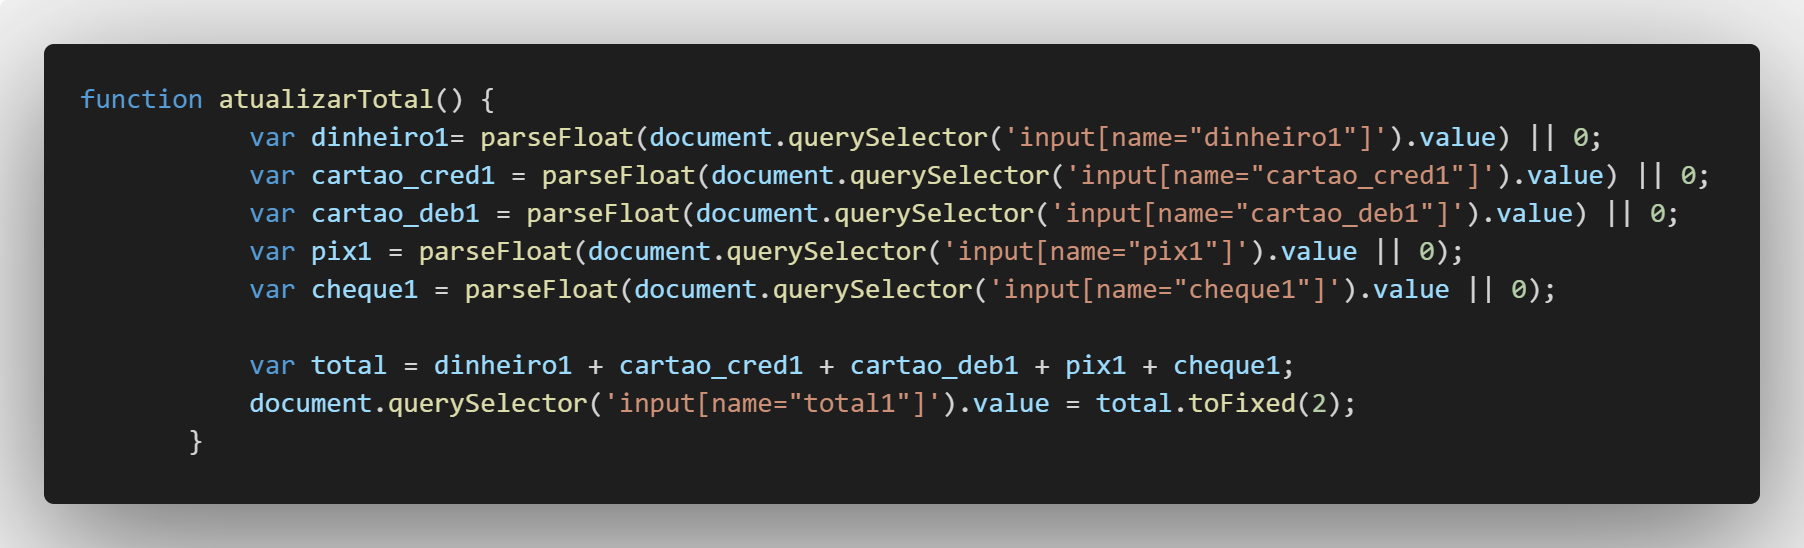 function atualizarTotal() {
var dinheiro1= parseFloat(document.querySelector('input[name="dinheiro1"]').value) || 0;
var cartao_cred1 = parseFloat(document.querySelector('input[name="cartao_cred1"]').value) || 0;
var cartao_deb1 = parseFloat(document.querySelector('input[name="cartao_deb1"]').value) || 0;
var pix1 = parseFloat(document.querySelector('input[name="pix1"]').value || 0);
var cheque1 = parseFloat(document.querySelector('input[name="cheque1"]').value || 0);
var total = dinheiro1 + cartao_cred1 + cartao_deb1 + pix1 + cheque1;
document.querySelector('input[name="total1"]').value = total.toFixed(2);
}